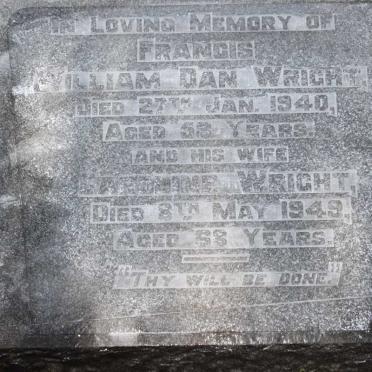 In Loving Memory of
Francis
William Dan Wright,
Died 27th Jan. 1940,
Aged Years.
and his wife
Wright,
Died 8th May 1949,
Aged Years.
"Thy will be done."